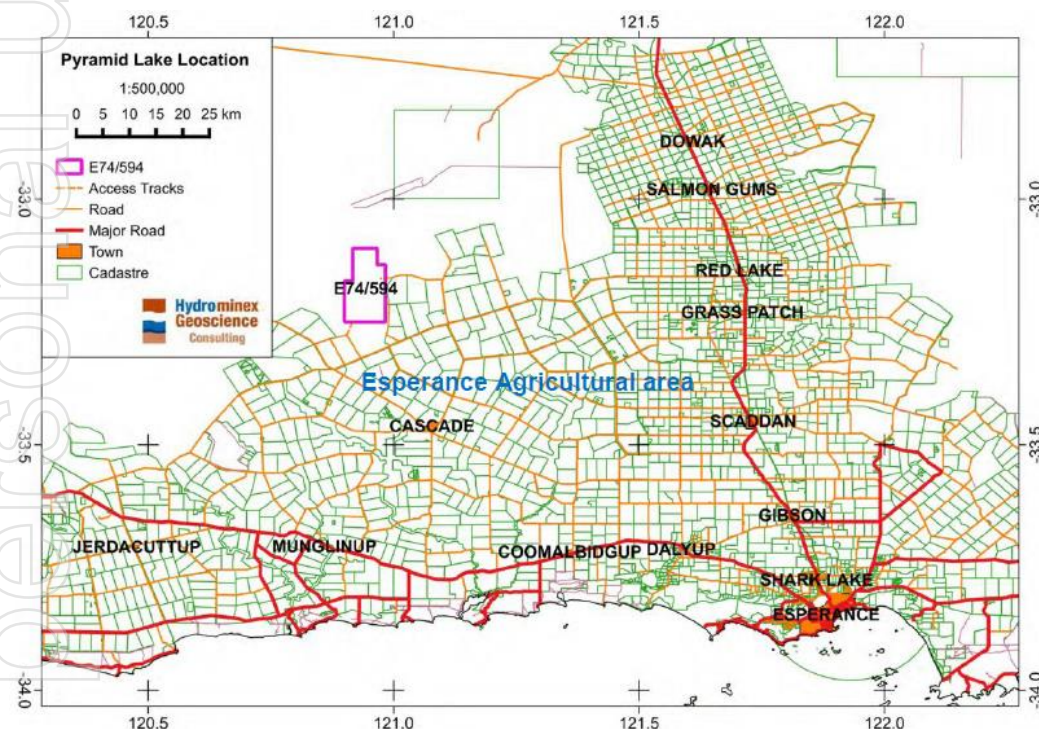 120.5 121.0 121.5 122.0
Pyramid Lake Location
1:500,000
0 5 10 15 20 25 km
E74/594
Access Tracks
Road
Major Road
Town
Cadastre
Hydrominex
Geoscience
Consulting
-33.0 -33.0
DOWAK
SALMON GUMS
RED LAKE
E74/594
GRASS PATCH
Esperance Agricultural area
SCADDAN
CASCADE
-33.5 -33.5
GIBSON
JERDACUTTUP MUNGLINUP COOMALBIDGUP DALYUP
SHARK LAKE
ESPERANCE
-34.0 -34.0
120.5 121.0 121.5 122.0